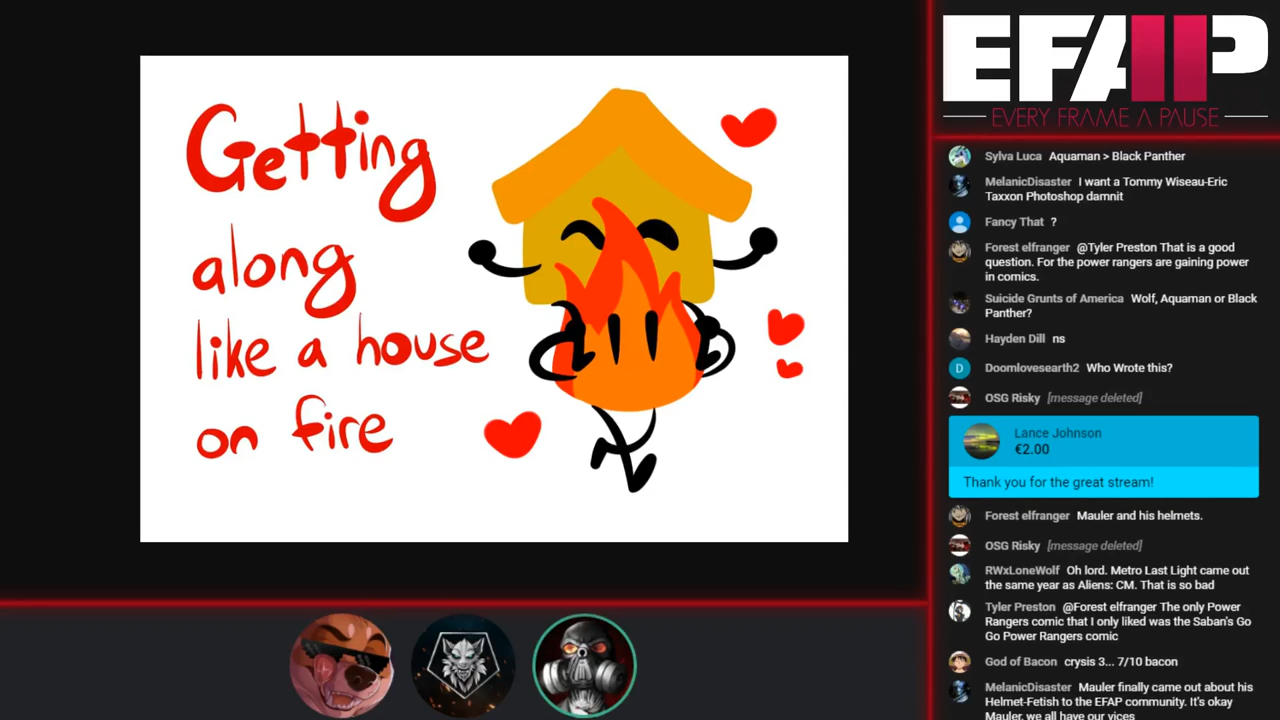 Getting
along
like a house
on fire
EFAP
EVERY FRAME A PAUSE
Sylva Luca Aquaman > Black Panther
MelanicDisaster I want a Tommy Wiseau-Eric
Taxxon Photoshop damnit
Fancy That ?
Forest elfranger @Tyler Preston That is a good
question. For the power rangers are gaining power
in comics.
Suicide Grunts of America Wolf, Aquaman or Black
Panther?
Hayden Dill ns
D
Doomlovesearth2 Who Wrote this?
OSG Risky [message deleted]
Lance Johnson
€2.00
Thank you for the great stream!
Forest elfranger Mauler and his helmets.
OSG Risky [message deleted]
RWxLoneWolf Oh lord. Metro Last Light came out
the same year as Aliens: CM. That is so bad
Tyler Preston @Forest elfranger The only Power
Rangers comic that I only liked was the Saban's Go
Go Power Rangers comic
God of Bacon crysis 3... 7/10 bacon
MelanicDisaster Mauler finally came out about his
Helmet-Fetish to the EFAP community. It's okay
Mauler, we all have our vices